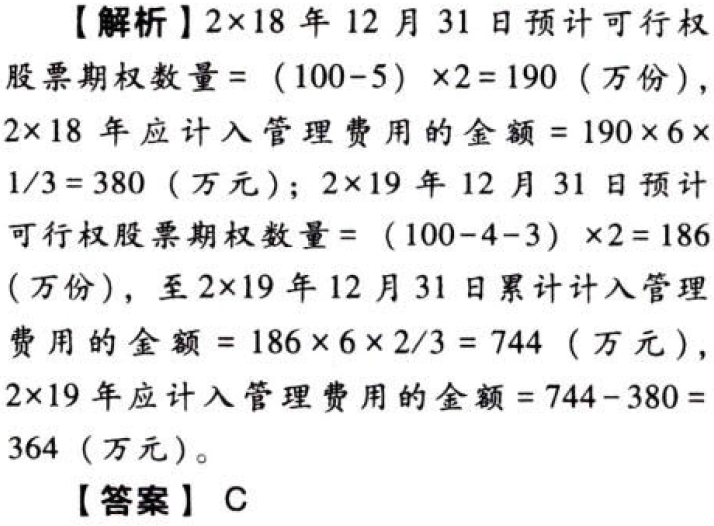 【解析】2×18 年 12 月 31 日预计可行权
股票期权数量 = （100-5）×2 = 190（万份），
2×18 年应计入管理费用的金额 = 190×6×
1/3 = 380（万元）；2×19 年 12 月 31 日预计
可行权股票期权数量 = （100-4-3）×2 = 186
（万份），至 2×19 年 12 月 31 日累计计入管理
费用的金额 = 186×6×2/3 = 744（万元），
2×19 年应计入管理费用的金额 = 744-380 =
364（万元）。
【答案】 C